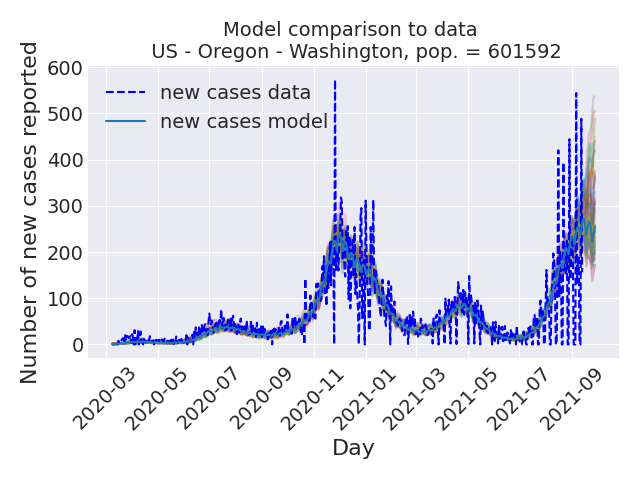 Model comparison to data
US - Oregon - Washington, pop. = 601592
Number of new cases reported
600
500
400
300
200
100
0
new cases data
new cases model
2020-03
2020-05
2020-07
2020-09
2020-11
2021-01
2021-03
2021-05
2021-07
2021-09
Day